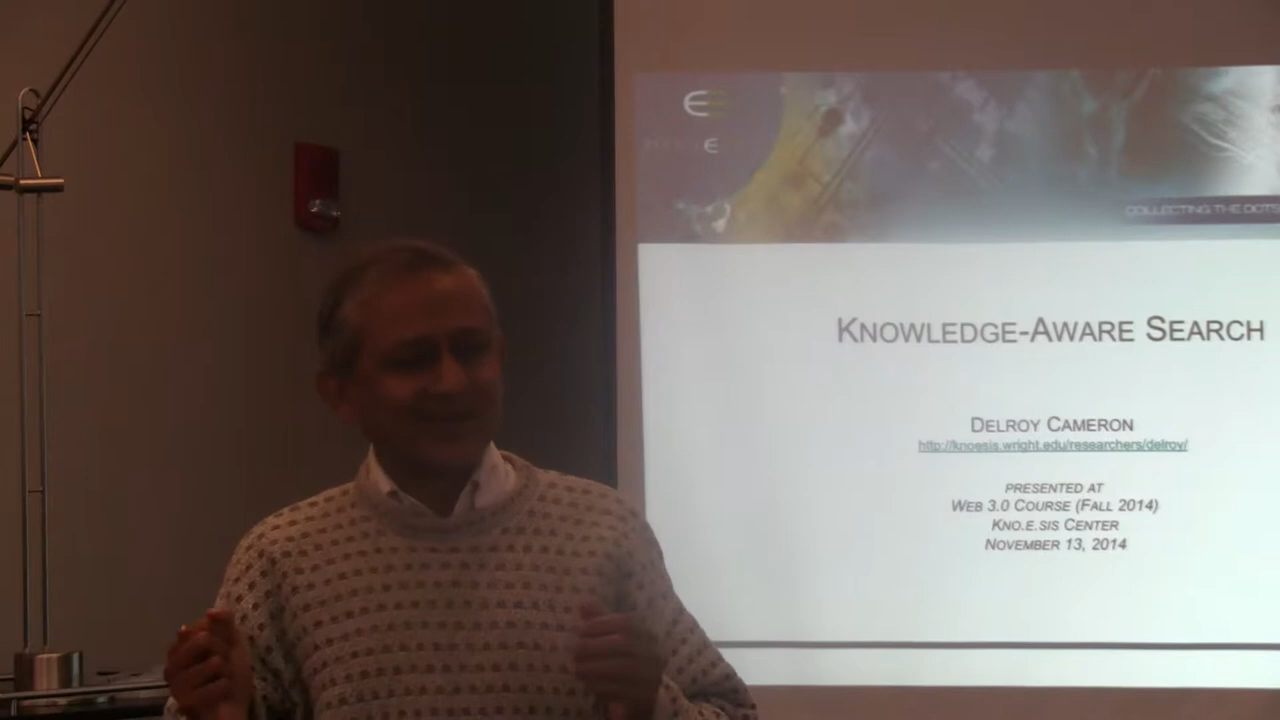 COLLECTING THE DOTS
KNOWLEDGE-AWARE SEARCH
DELROY CAMERON
http://knoesis.wright.edu/researchers/delroy/
PRESENTED AT
WEB 3.0 COURSE (FALL 2014)
KNO.E.SIS CENTER
NOVEMBER 13, 2014